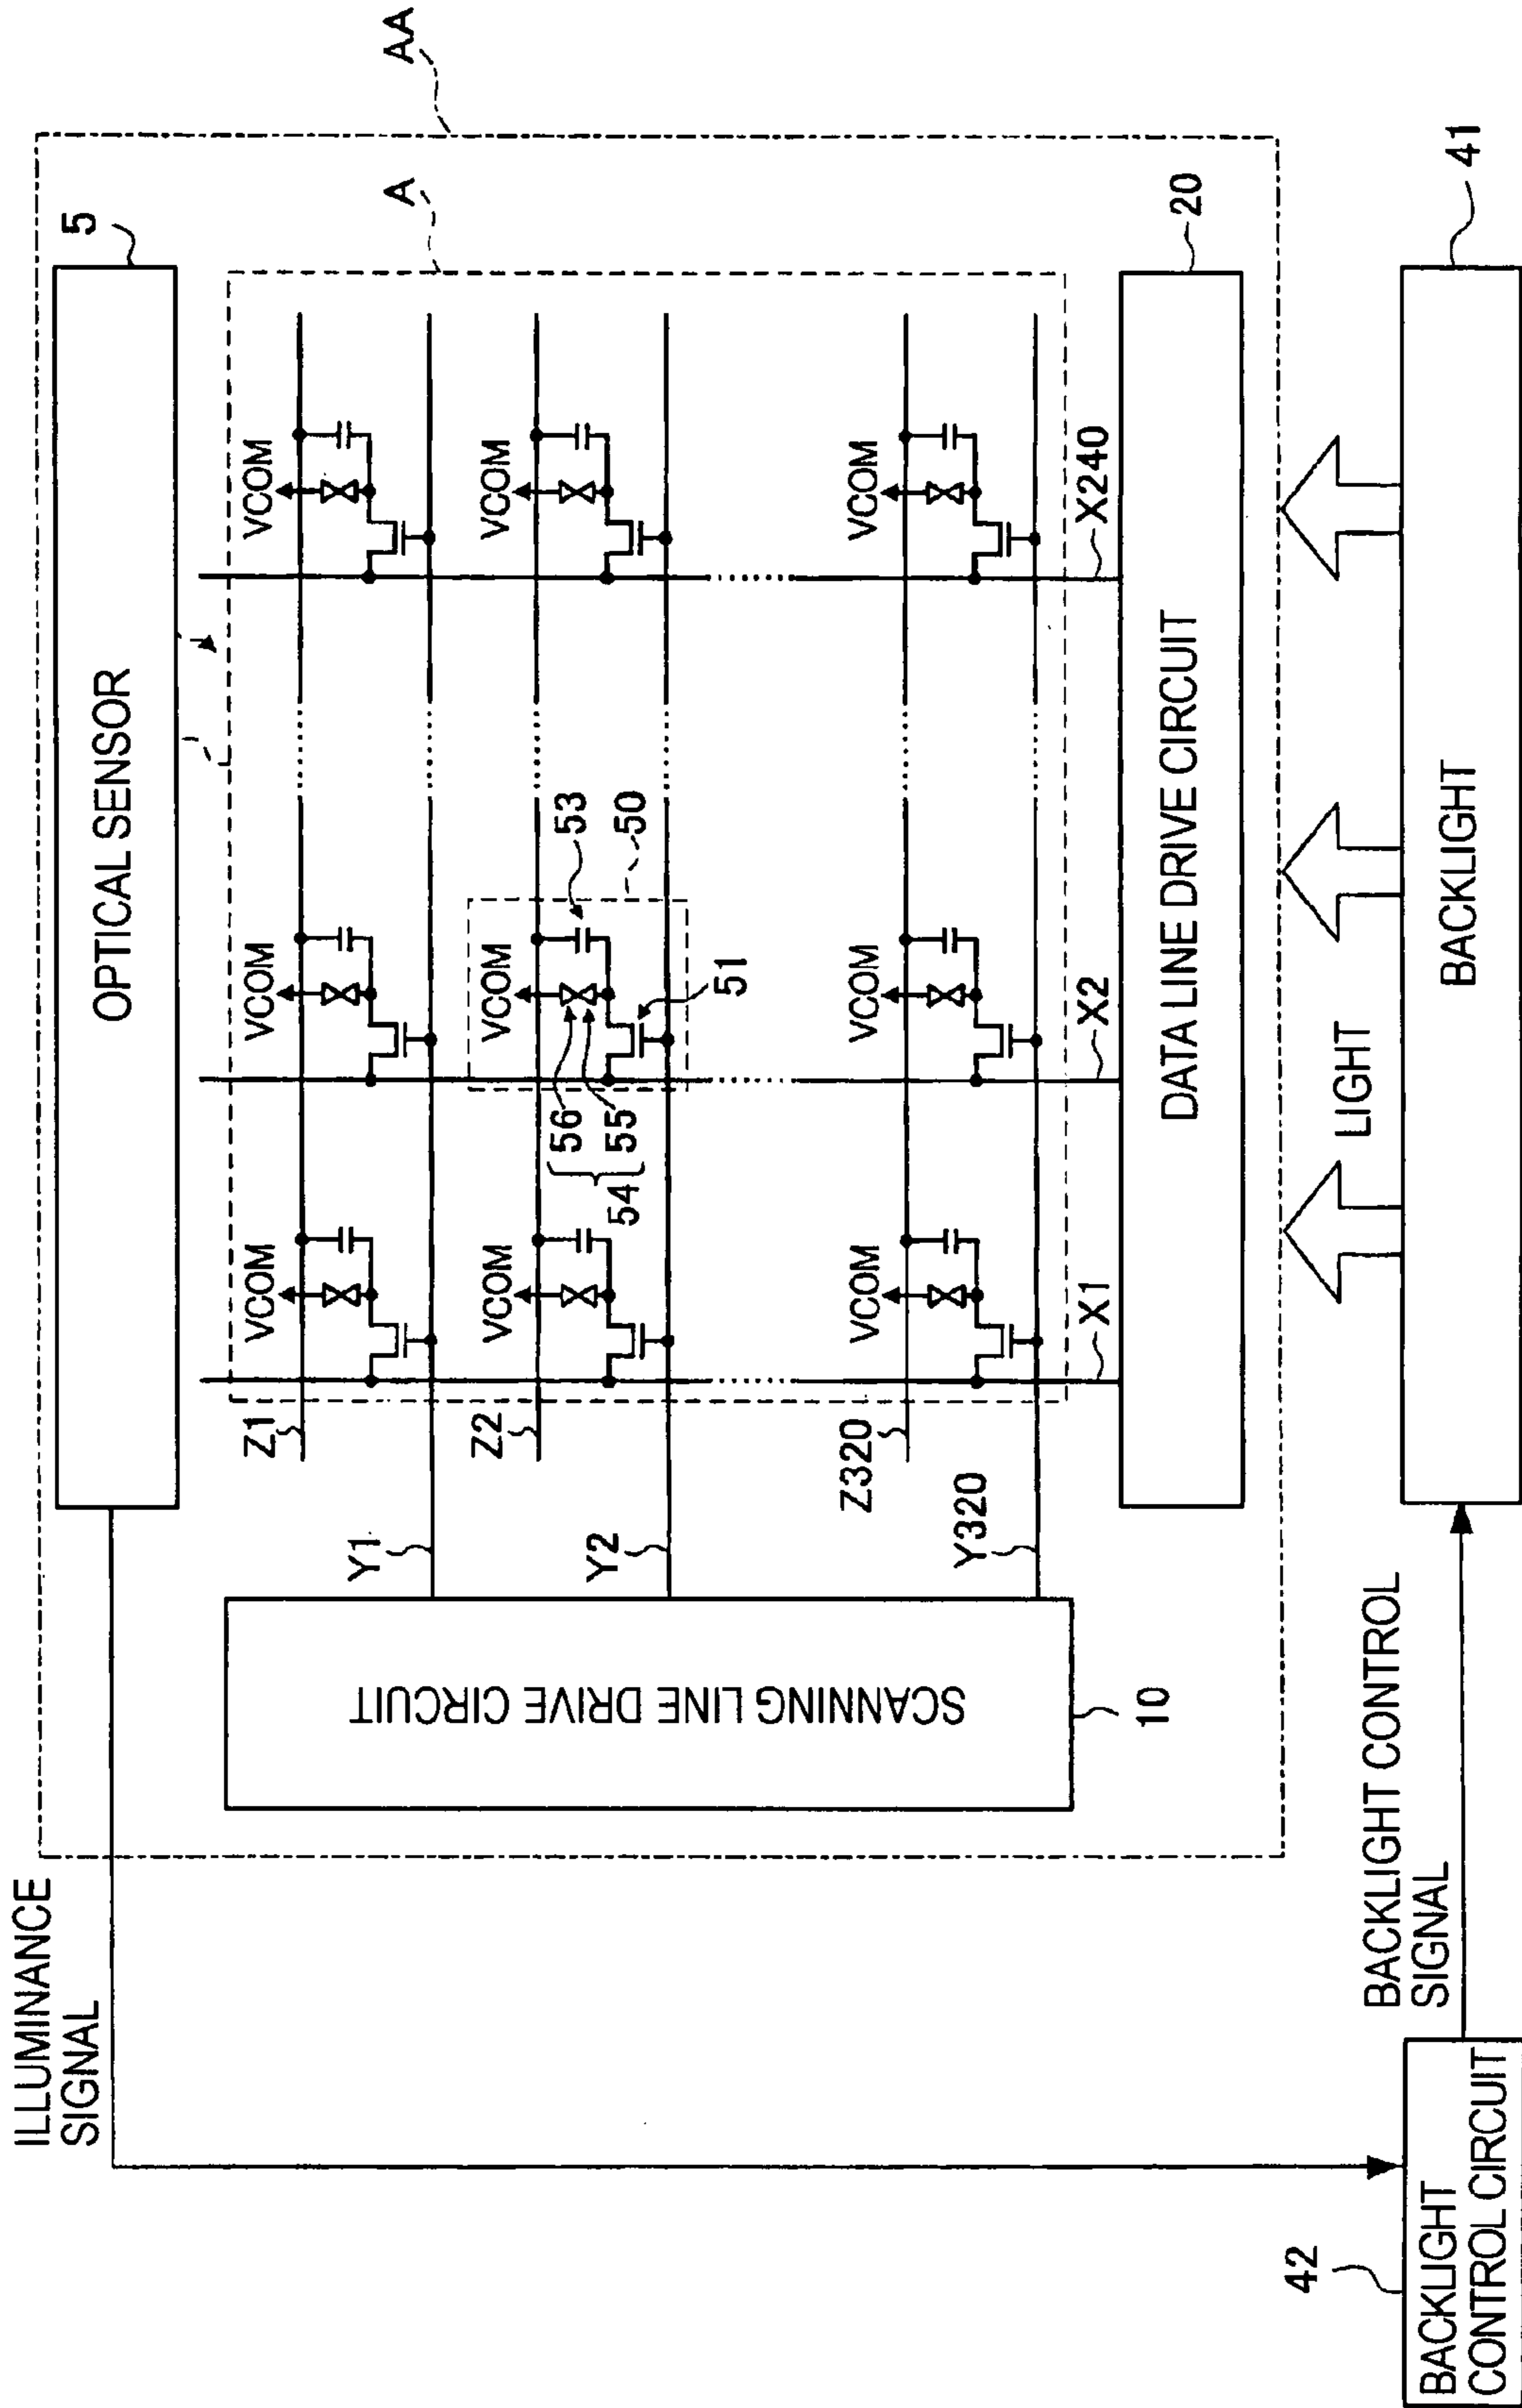 ILLUMINANCE
SIGNAL
AA
5
OPTICAL SENSOR
A
Z1
VCOM
VCOM
VCOM
Y1
Z2
VCOM
VCOM
VCOM
53
56
55
54
50
51
Y2
SCANNING LINE DRIVE CIRCUIT
10
Z320
VCOM
VCOM
VCOM
Y320
X1
X2
X240
20
DATA LINE DRIVE CIRCUIT
LIGHT
41
BACKLIGHT
BACKLIGHT CONTROL
SIGNAL
42
BACKLIGHT
CONTROL CIRCUIT